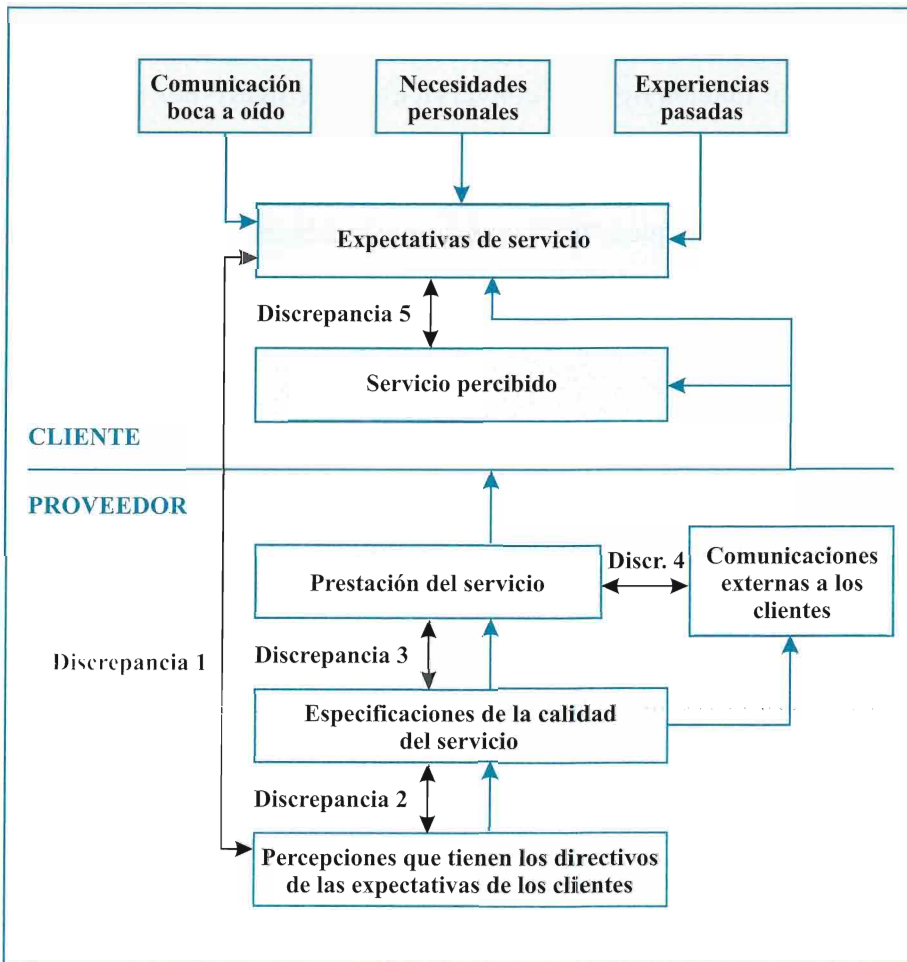 Comunicación
boca a oído
Necesidades
personales
Experiencias
pasadas
Expectativas de servicio
Discrepancia 5
Servicio percibido
CLIENTE
PROVEEDOR
Prestación del servicio
Discr. 4
Comunicaciones
externas a los
clientes
Discrepancia 1
Discrepancia 3
Especificaciones de la calidad
del servicio
Discrepancia 2
Percepciones que tienen los directivos
de las expectativas de los clientes